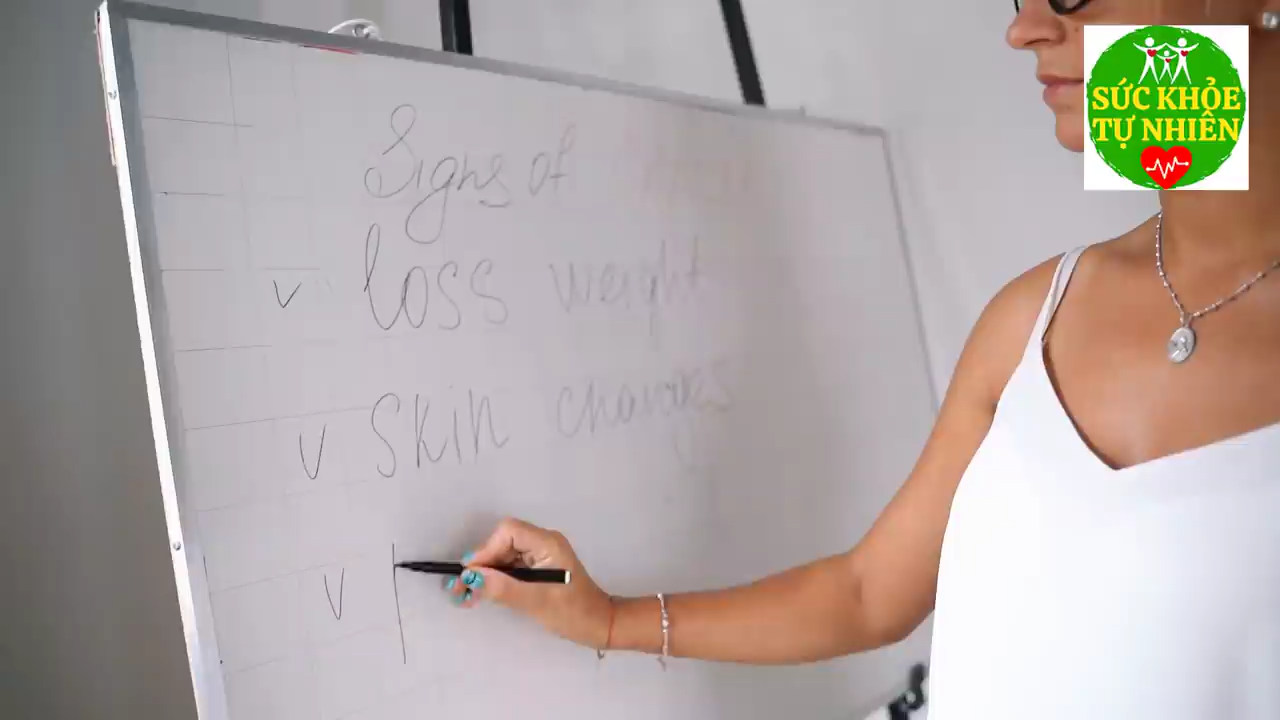 Signs of
v loss weight
v skin changes
v
SỨC KHỎE
TỰ NHIÊN